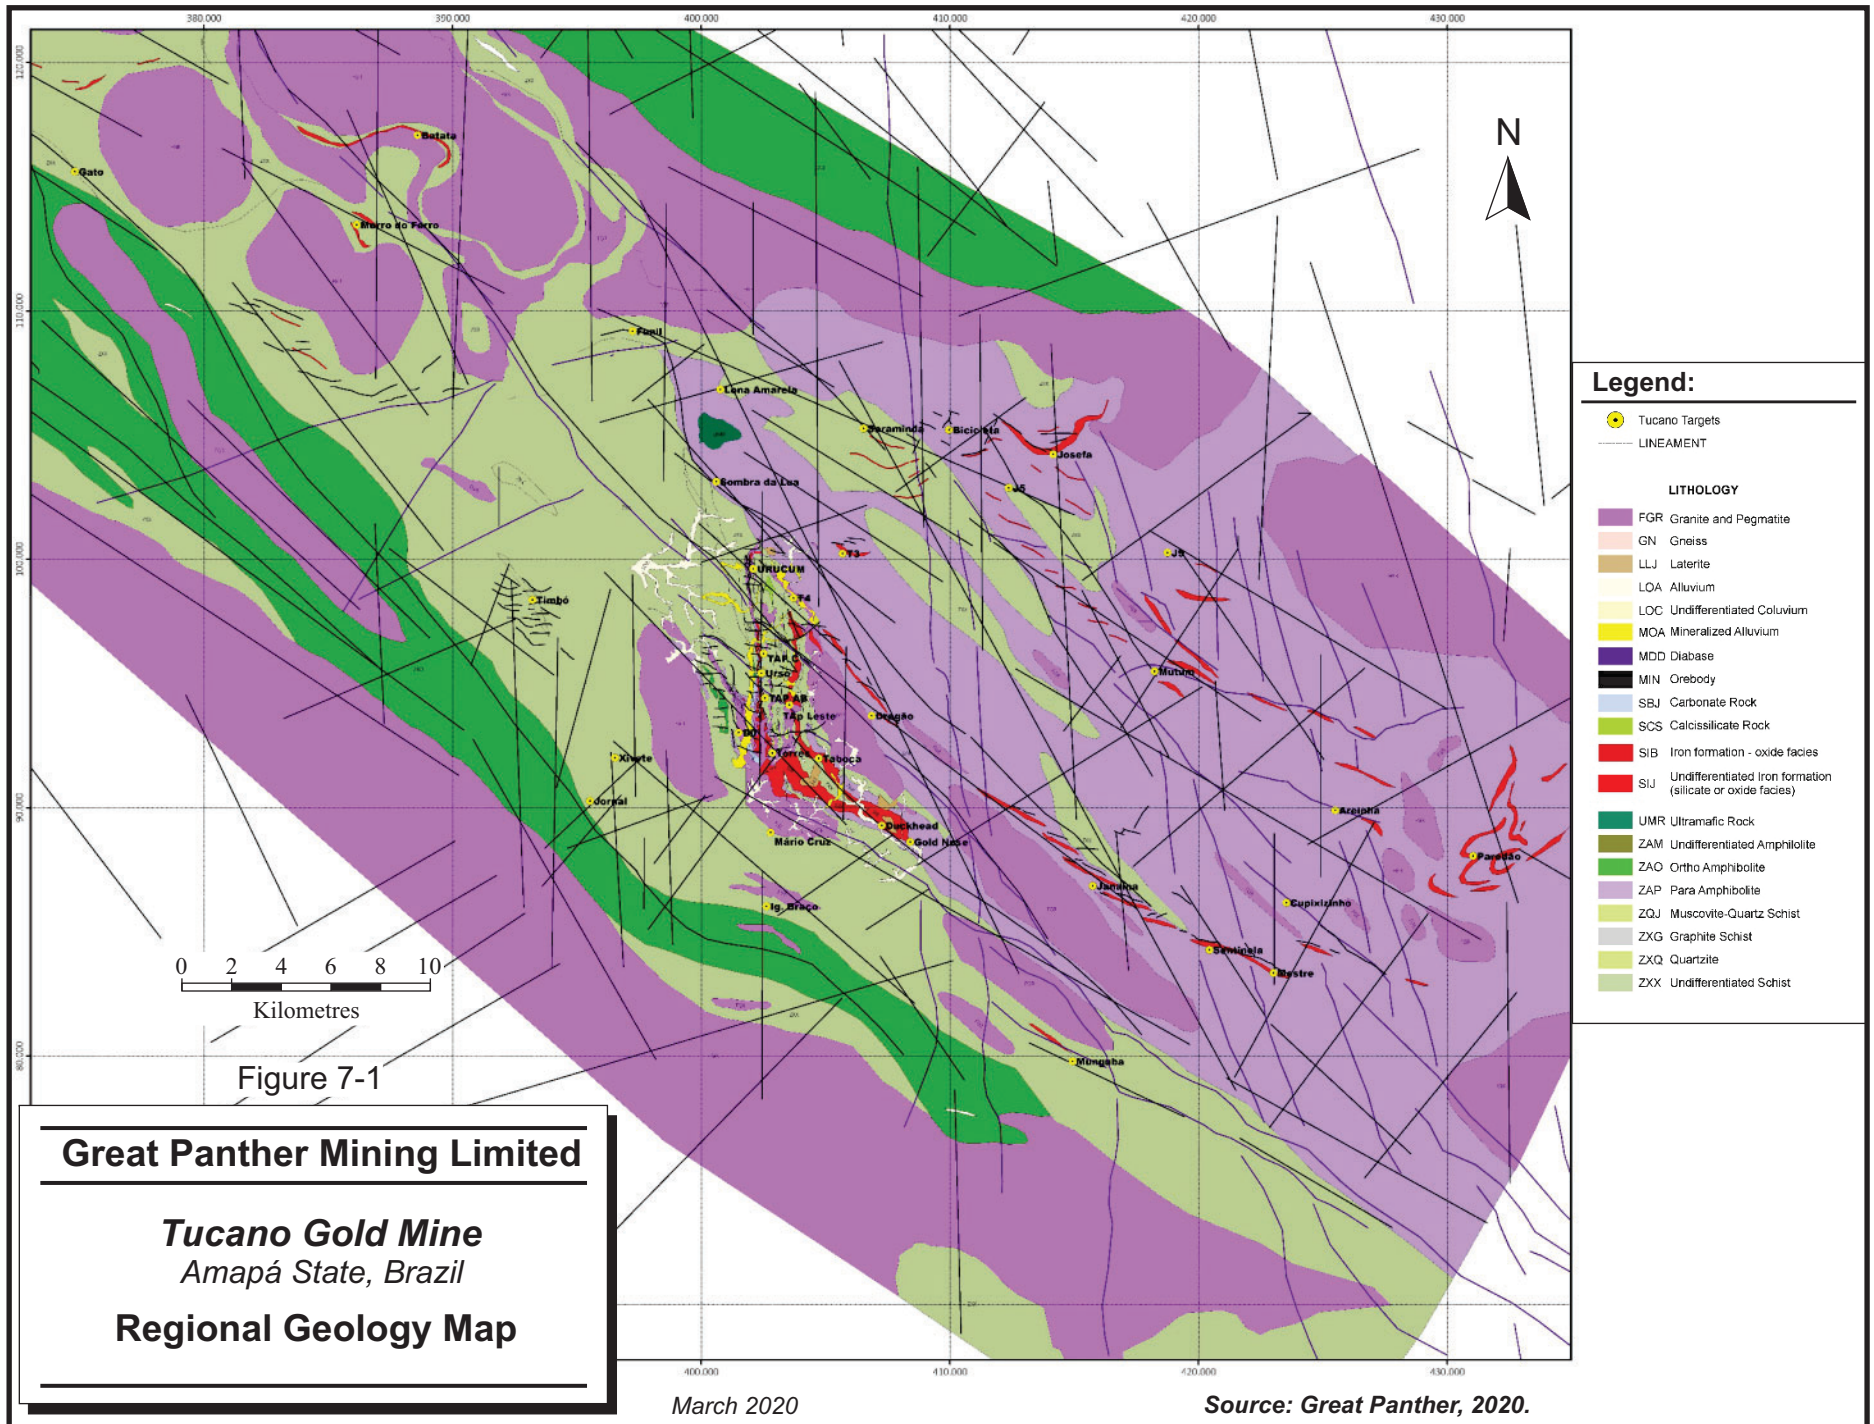 380.000 390.000 400.000 410.000 420.000 430.000
120.000
110.000
100.000
90.000
80.000
N
Batata
Gato
Morro do Ferro
Funil
Lona Amarela
Saraminda
Bicicleta
Josefa
Sombra da Lua
J5
T3
J9
URUCUM
T4
Timbó
TAP C
Urso
Mutum
TAP AB
TAp Leste
Dragão
Torres
Taboca
Xivete
Jornal
Areinha
Duckhead
Mário Cruz
Gold Nose
Paredão
Janaina
Ig. Braço
Cupixizinho
Sentinela
Mestre
Munguba
0 2 4 6 8 10
Kilometres
Figure 7-1
Great Panther Mining Limited
Tucano Gold Mine
Amapá State, Brazil
Regional Geology Map
400.000 410.000 420.000 430.000
March 2020
Source: Great Panther, 2020.
Legend:
Tucano Targets
LINEAMENT
LITHOLOGY
FGR Granite and Pegmatite
GN Gneiss
LLJ Laterite
LOA Alluvium
LOC Undifferentiated Coluvium
MOA Mineralized Alluvium
MDD Diabase
MIN Orebody
SBJ Carbonate Rock
SCS Calcissilicate Rock
SIB Iron formation - oxide facies
SIJ Undifferentiated Iron formation
(silicate or oxide facies)
UMR Ultramafic Rock
ZAM Undifferentiated Amphilolite
ZAO Ortho Amphibolite
ZAP Para Amphibolite
ZQJ Muscovite-Quartz Schist
ZXG Graphite Schist
ZXQ Quartzite
ZXX Undifferentiated Schist